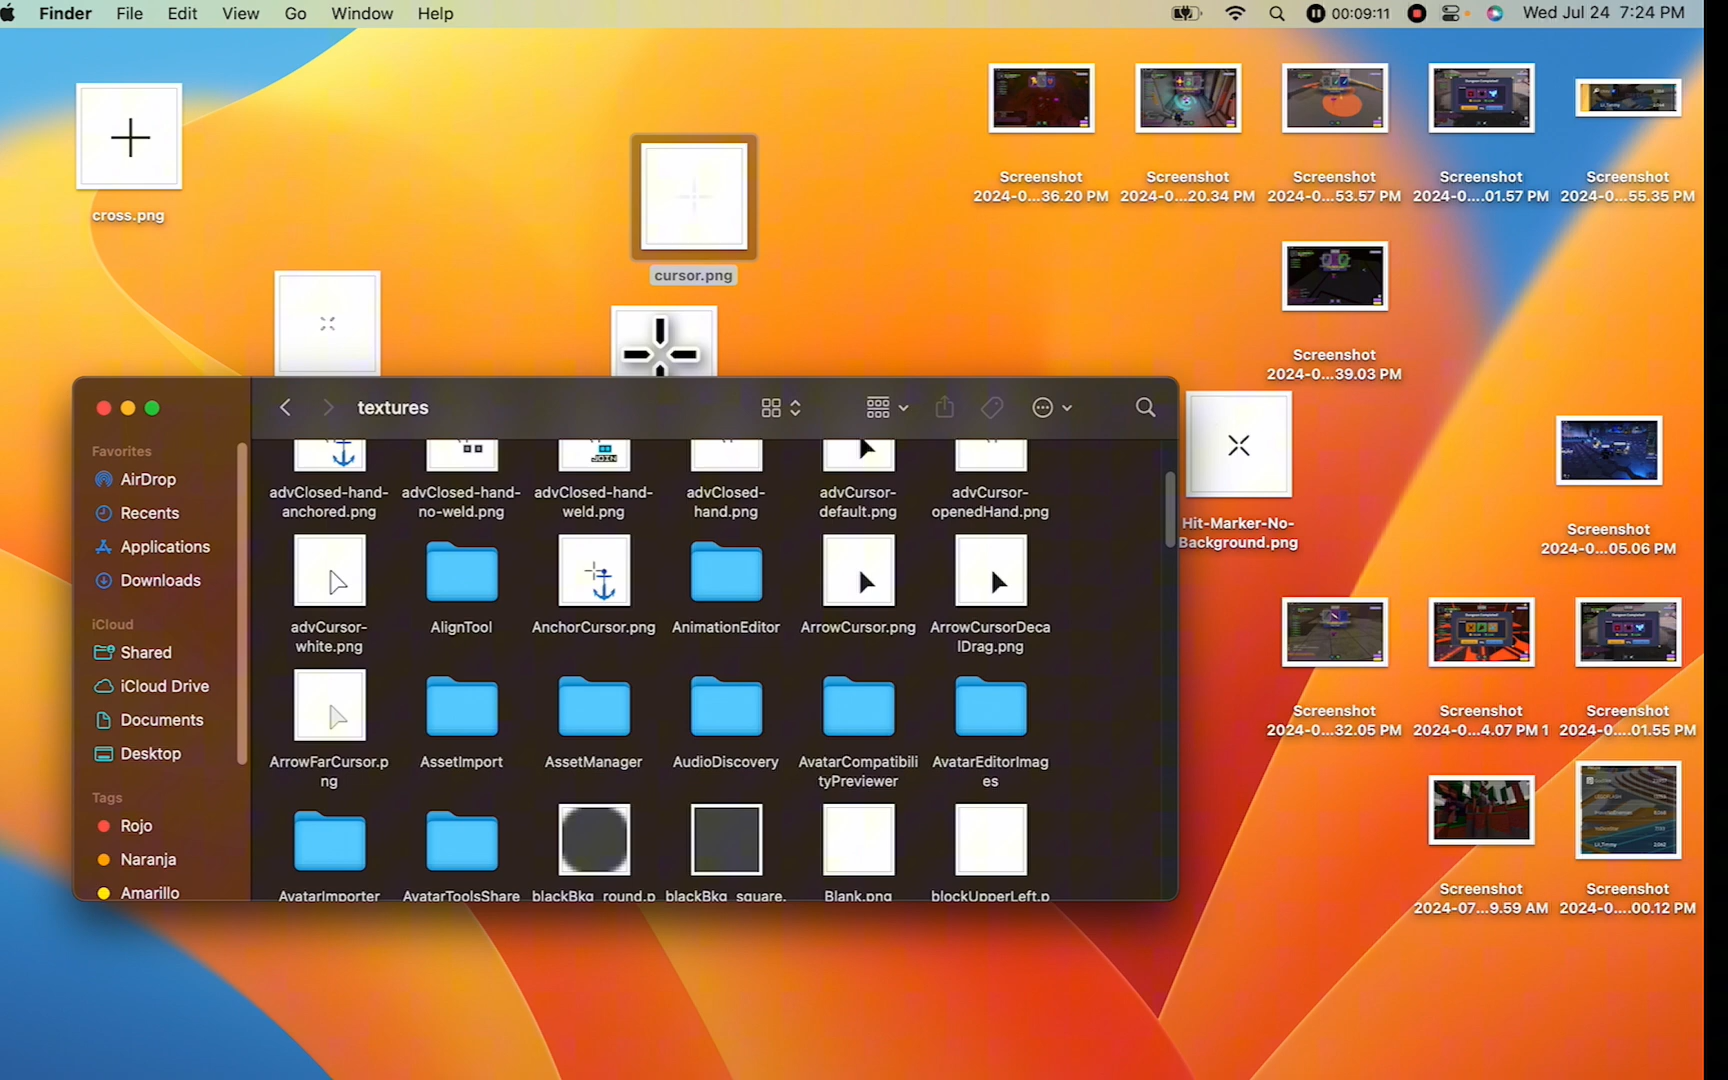 Finder File Edit View Go Window Help
00:09:11 Wed Jul 24 7:24 PM
cross.png
cursor.png
Screenshot
2024-0...36.20 PM
Screenshot
2024-0...20.34 PM
Screenshot
2024-0...53.57 PM
Screenshot
2024-0....01.57 PM
Screenshot
2024-0...55.35 PM
Screenshot
2024-0...39.03 PM
Hit-Marker-No-
Background.png
Screenshot
2024-0...05.06 PM
Screenshot
2024-0...32.05 PM
Screenshot
2024-0...4.07 PM 1
Screenshot
2024-0....01.55 PM
Screenshot
2024-07...9.59 AM
Screenshot
2024-0....00.12 PM
textures
Favorites
AirDrop
Recents
Applications
Downloads
iCloud
Shared
iCloud Drive
Documents
Desktop
Tags
Rojo
Naranja
Amarillo
JOIN
advClosed-hand-
anchored.png
advClosed-hand-
no-weld.png
advClosed-hand-
weld.png
advClosed-
hand.png
advCursor-
default.png
advCursor-
openedHand.png
advCursor-
white.png
AlignTool
AnchorCursor.png
AnimationEditor
ArrowCursor.png
ArrowCursorDeca
lDrag.png
ArrowFarCursor.p
ng
AssetImport
AssetManager
AudioDiscovery
AvatarCompatibili
tyPreviewer
AvatarEditorImag
es
AvatarImporter
AvatarToolsShare
blackBkg_round.p
blackBkg_square.
Blank.png
blockUpperLeft.p